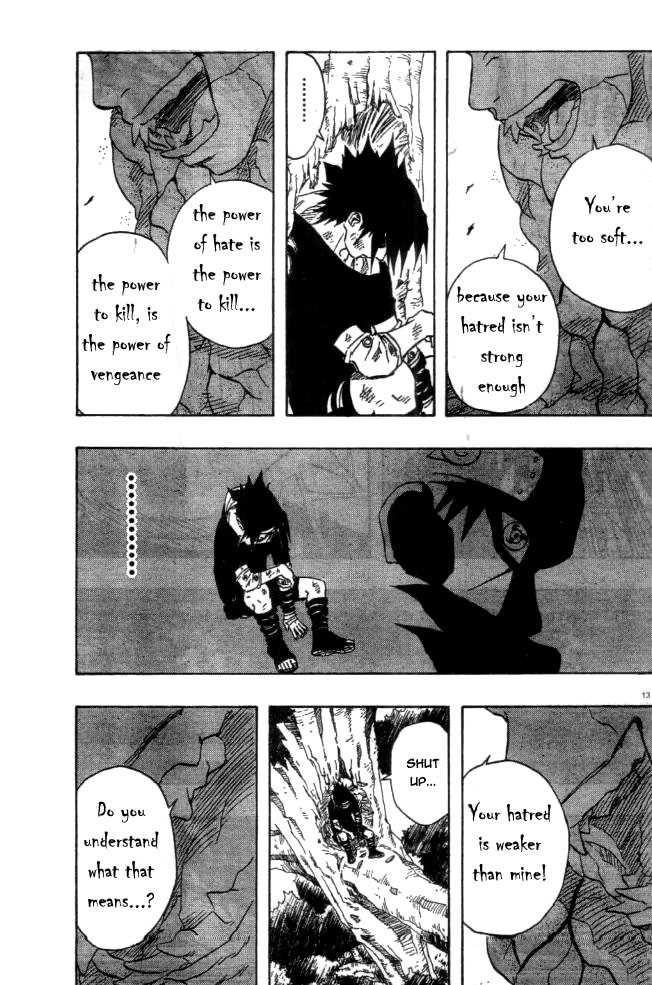 You're
too soft...
because your
hatred isn't
strong
enough
.........
the power
of hate is
the power
to kill...
the power
to kill, is
the power of
vengeance
............
13
Your hatred
is weaker
than mine!
SHUT
UP...
Do you
understand
what that
means...?